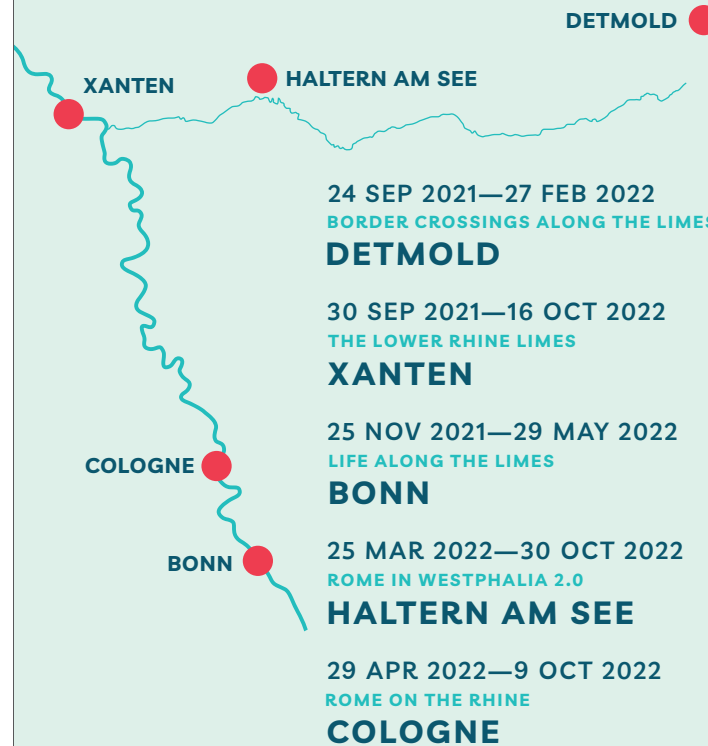 DETMOLD
XANTEN
HALTERN AM SEE
24 SEP 2021—27 FEB 2022
BORDER CROSSINGS ALONG THE LIMES
DETMOLD
30 SEP 2021—16 OCT 2022
THE LOWER RHINE LIMES
XANTEN
25 NOV 2021—29 MAY 2022
LIFE ALONG THE LIMES
COLOGNE
BONN
25 MAR 2022—30 OCT 2022
BONN
ROME IN WESTPHALIA 2.0
HALTERN AM SEE
29 APR 2022—9 OCT 2022
ROME ON THE RHINE
COLOGNE